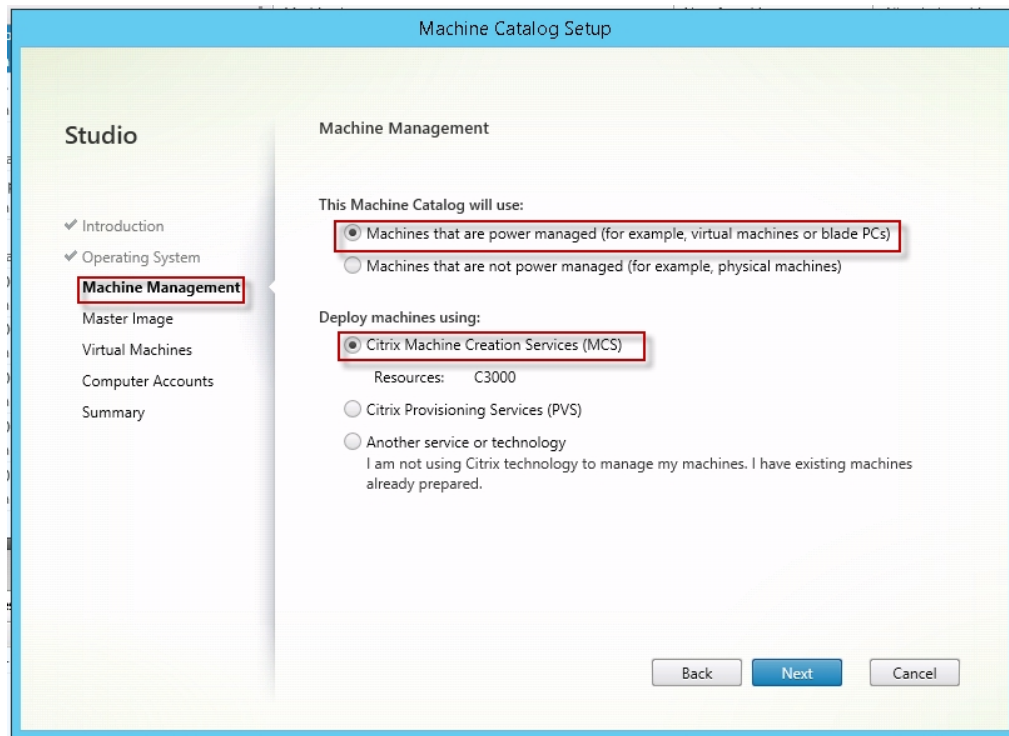 Machine Catalog Setup
Studio
Introduction
Operating System
Machine Management
Master Image
Virtual Machines
Computer Accounts
Summary
Machine Management
This Machine Catalog will use:
Machines that are power managed (for example, virtual machines or blade PCs)
Machines that are not power managed (for example, physical machines)
Deploy machines using:
Citrix Machine Creation Services (MCS)
Resources: C3000
Citrix Provisioning Services (PVS)
Another service or technology
I am not using Citrix technology to manage my machines. I have existing machines
already prepared.
Back
Next
Cancel